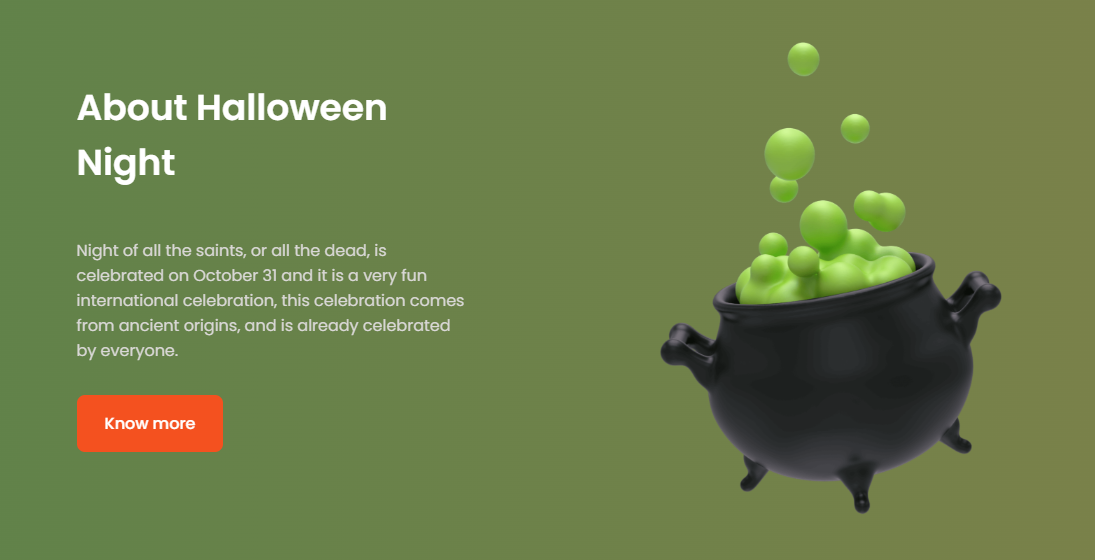 About Halloween
Night
Night of all the saints, or all the dead, is
celebrated on October 31 and it is a very fun
international celebration, this celebration comes
from ancient origins, and is already celebrated
by everyone.
Know more